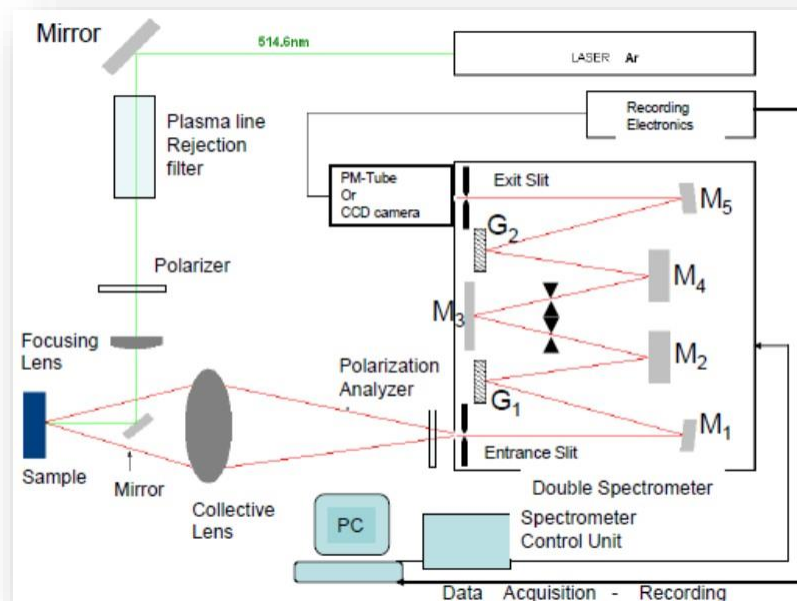 Mirror
514.6nm
LASER Ar
Plasma line
Rejection
filter
Recording
Electronics
PM-Tube
Or
CCD camera
Exit Slit
M5
G2
Polarizer
M4
M3
Focusing
Lens
Polarization
Analyzer
M2
G1
M1
Entrance Slit
Sample
Mirror
Collective
Lens
Double Spectrometer
PC
Spectrometer
Control Unit
Data Acquisition - Recording